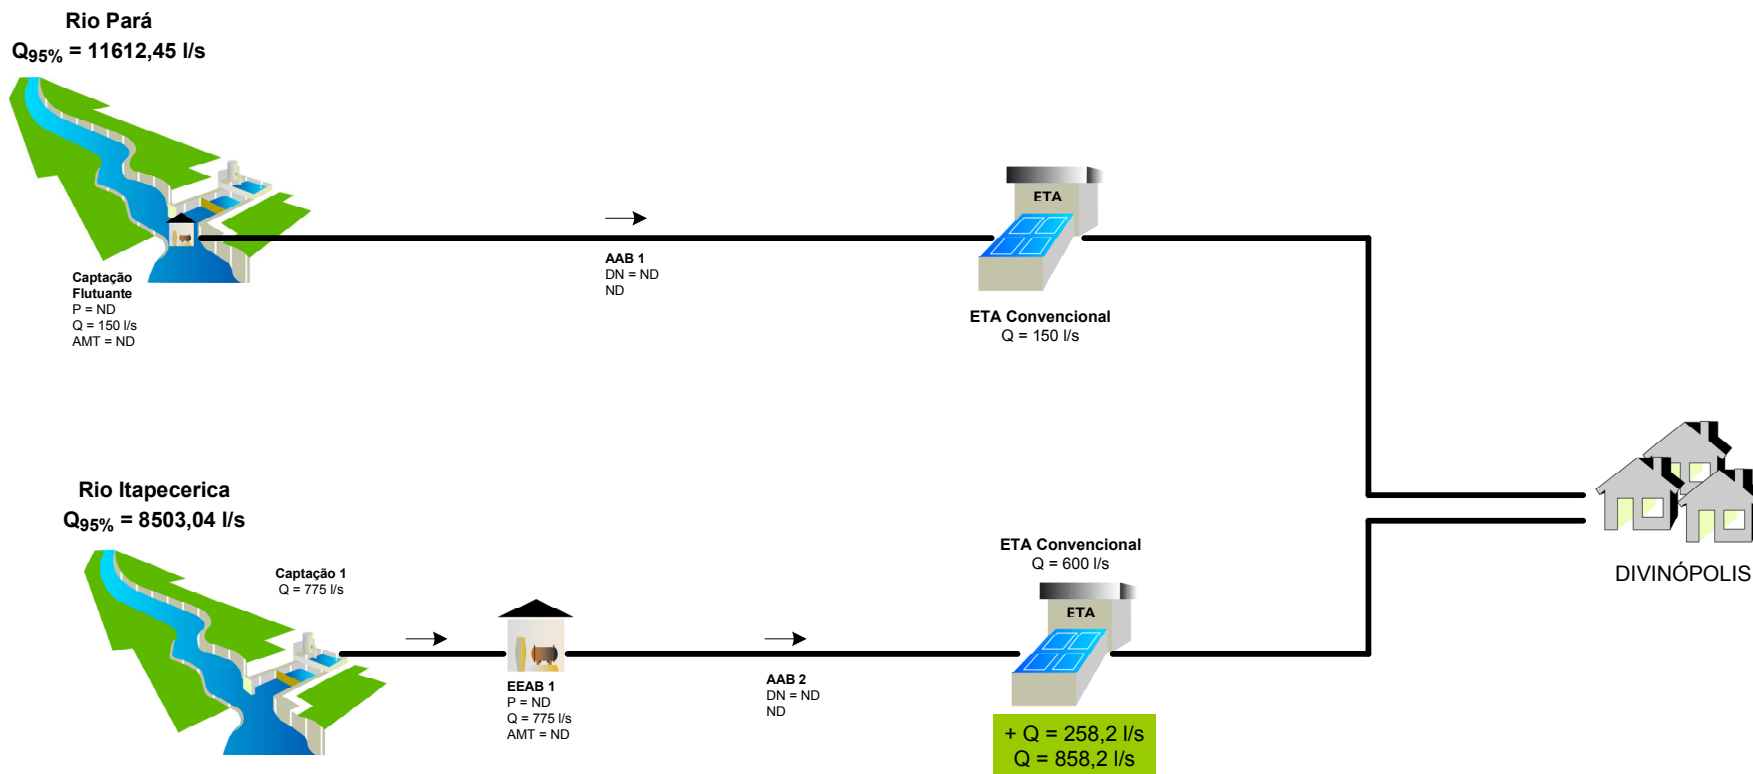 Rio Pará
Q95% = 11612,45 l/s
Captação
Flutuante
P = ND
Q = 150 l/s
AMT = ND
AAB 1
DN = ND
ND
ETA
ETA Convencional
Q = 150 l/s
Rio Itapecerica
Q95% = 8503,04 l/s
Captação 1
Q = 775 l/s
EEAB 1
P = ND
Q = 775 l/s
AMT = ND
AAB 2
DN = ND
ND
ETA Convencional
Q = 600 l/s
ETA
+ Q = 258,2 l/s
Q = 858,2 l/s
DIVINÓPOLIS